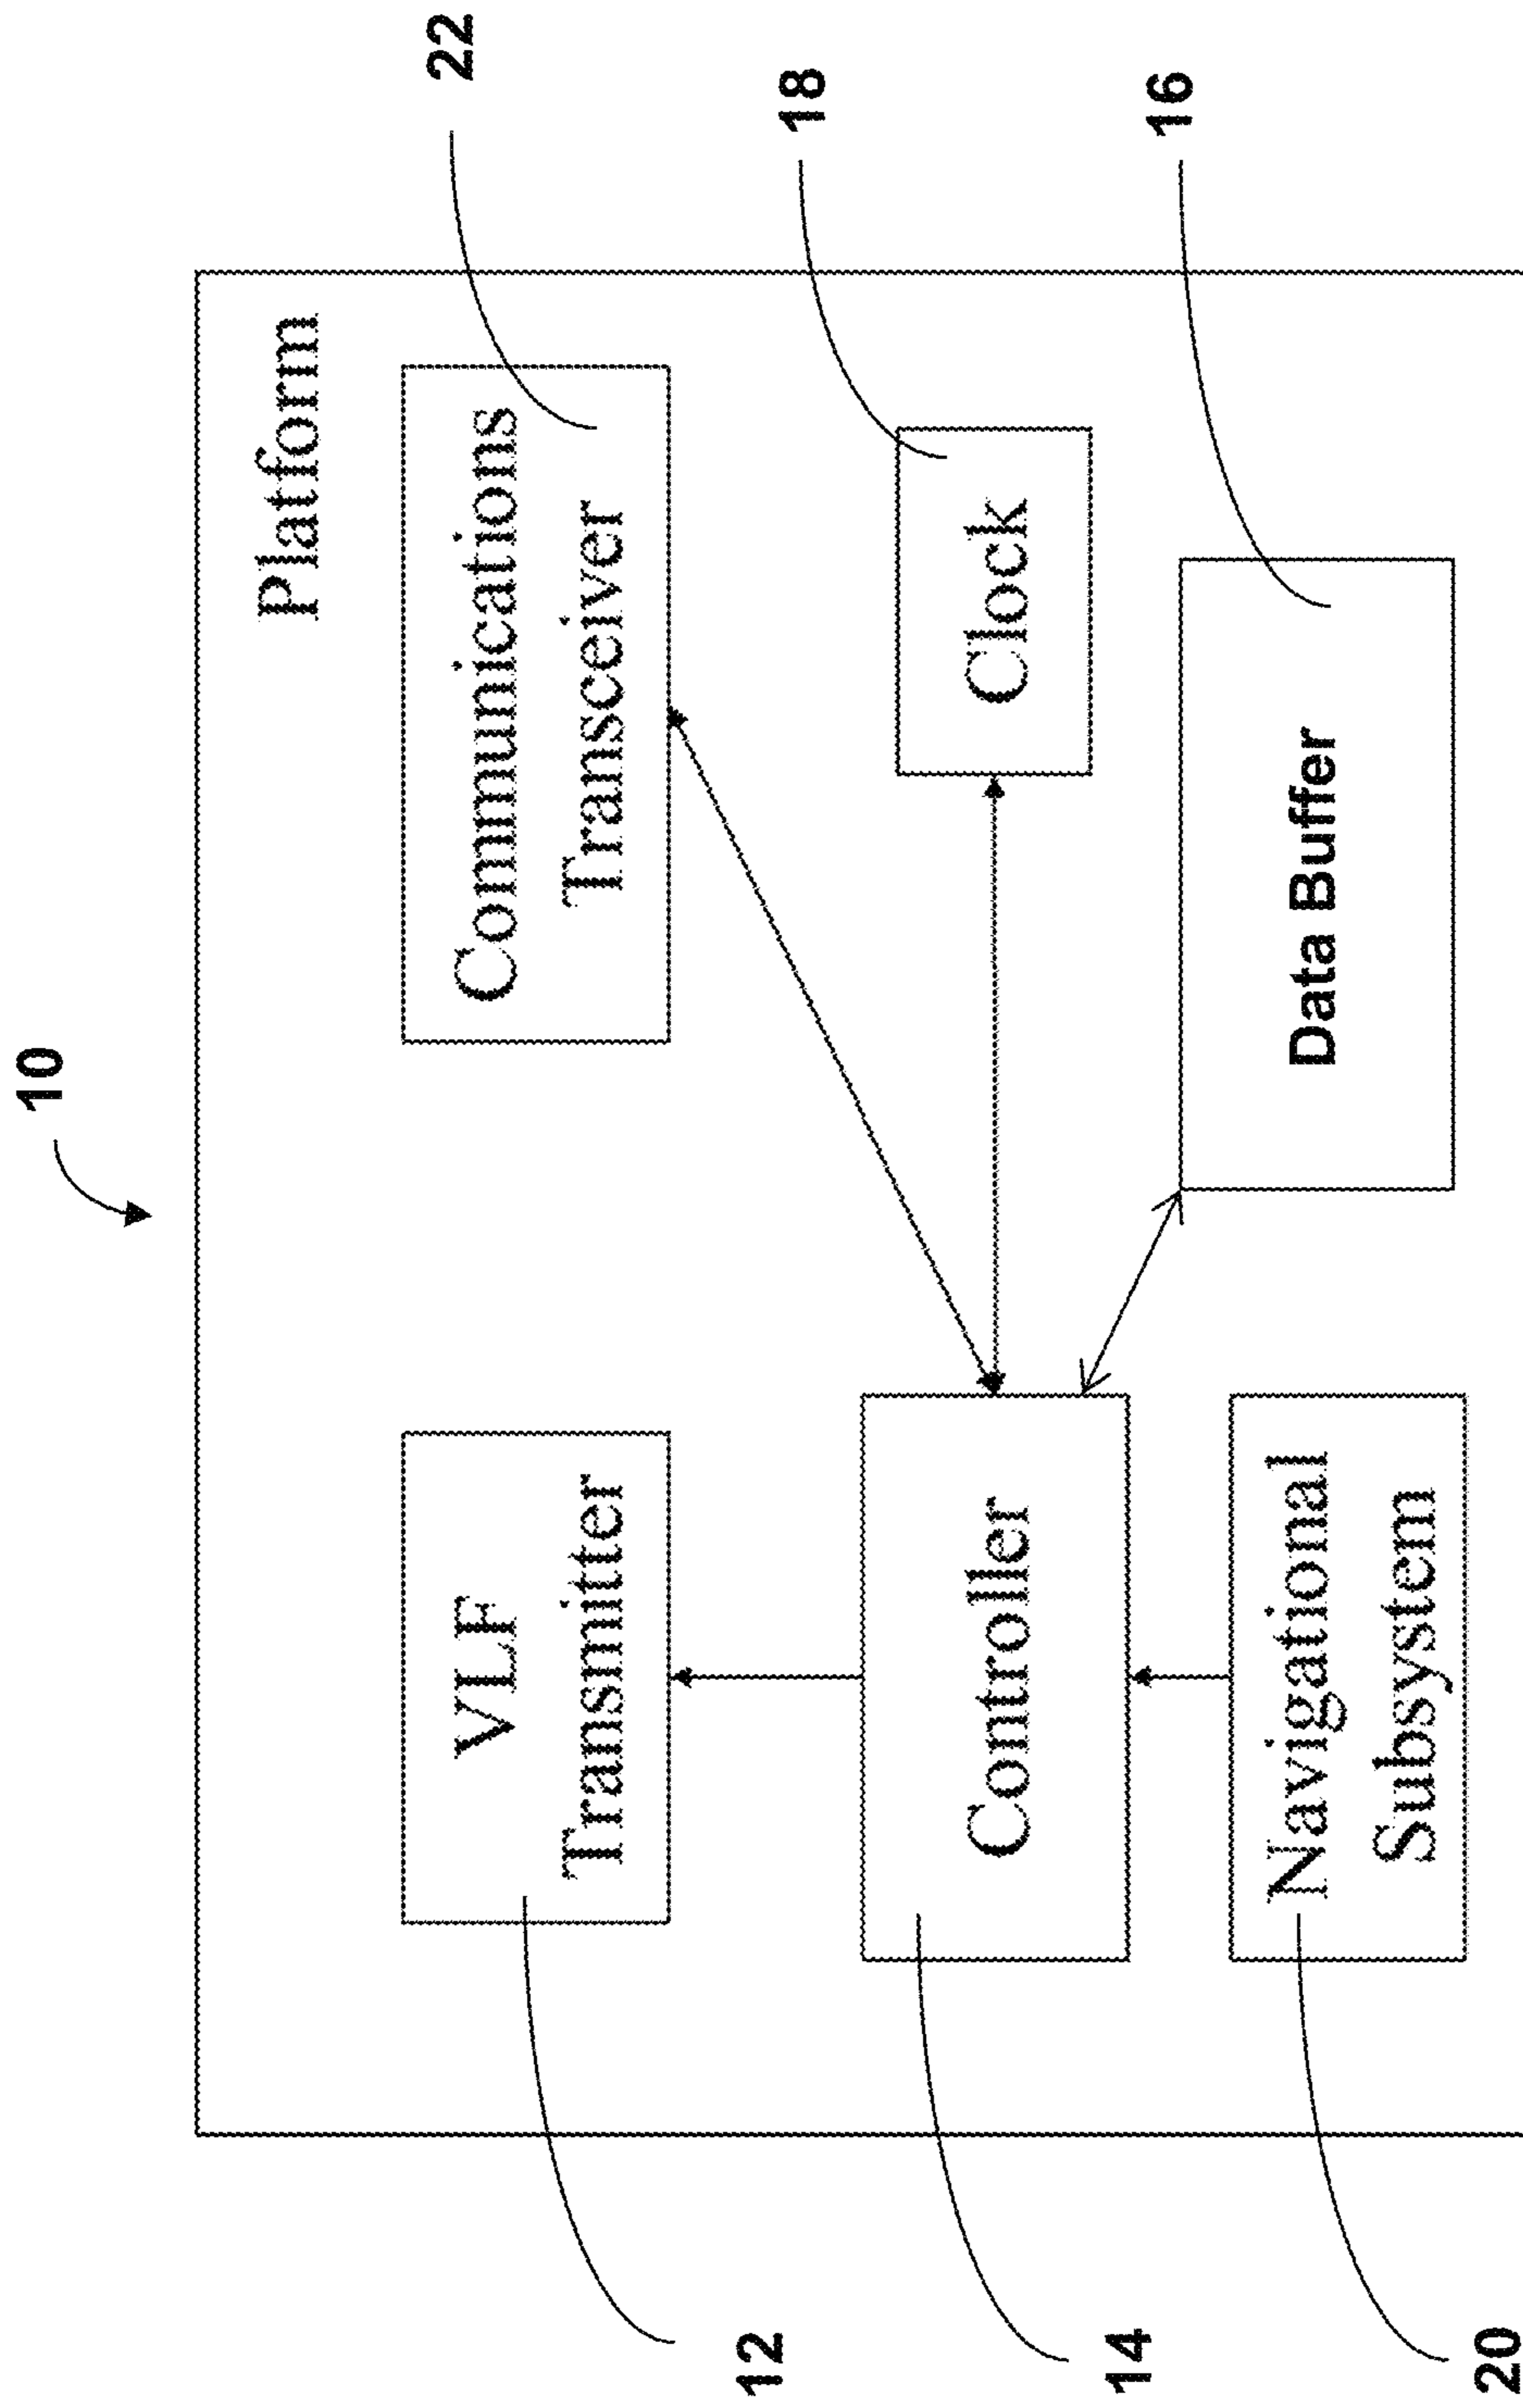 10
Platform
22
VLF
Transmitter
Communications
Transceiver
12
18
Controller
Clock
14
16
Navigational
Subsystem
Data Buffer
20